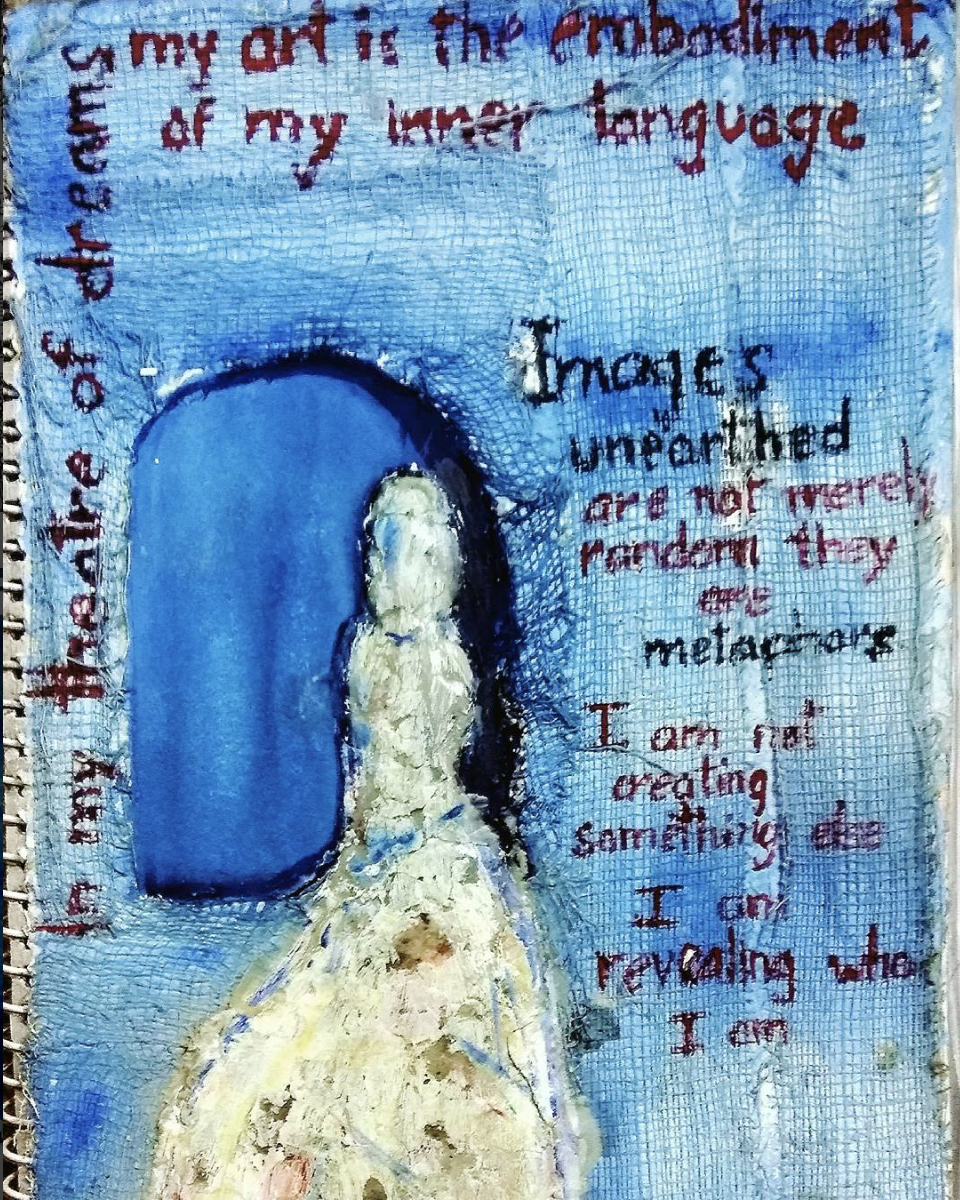 my art is the embodiment
of my inner language
In my theatre of dreams
Images
unearthed
are not merely
random they
are
metaphors
I am not
creating
something else
I am
revealing who
I am